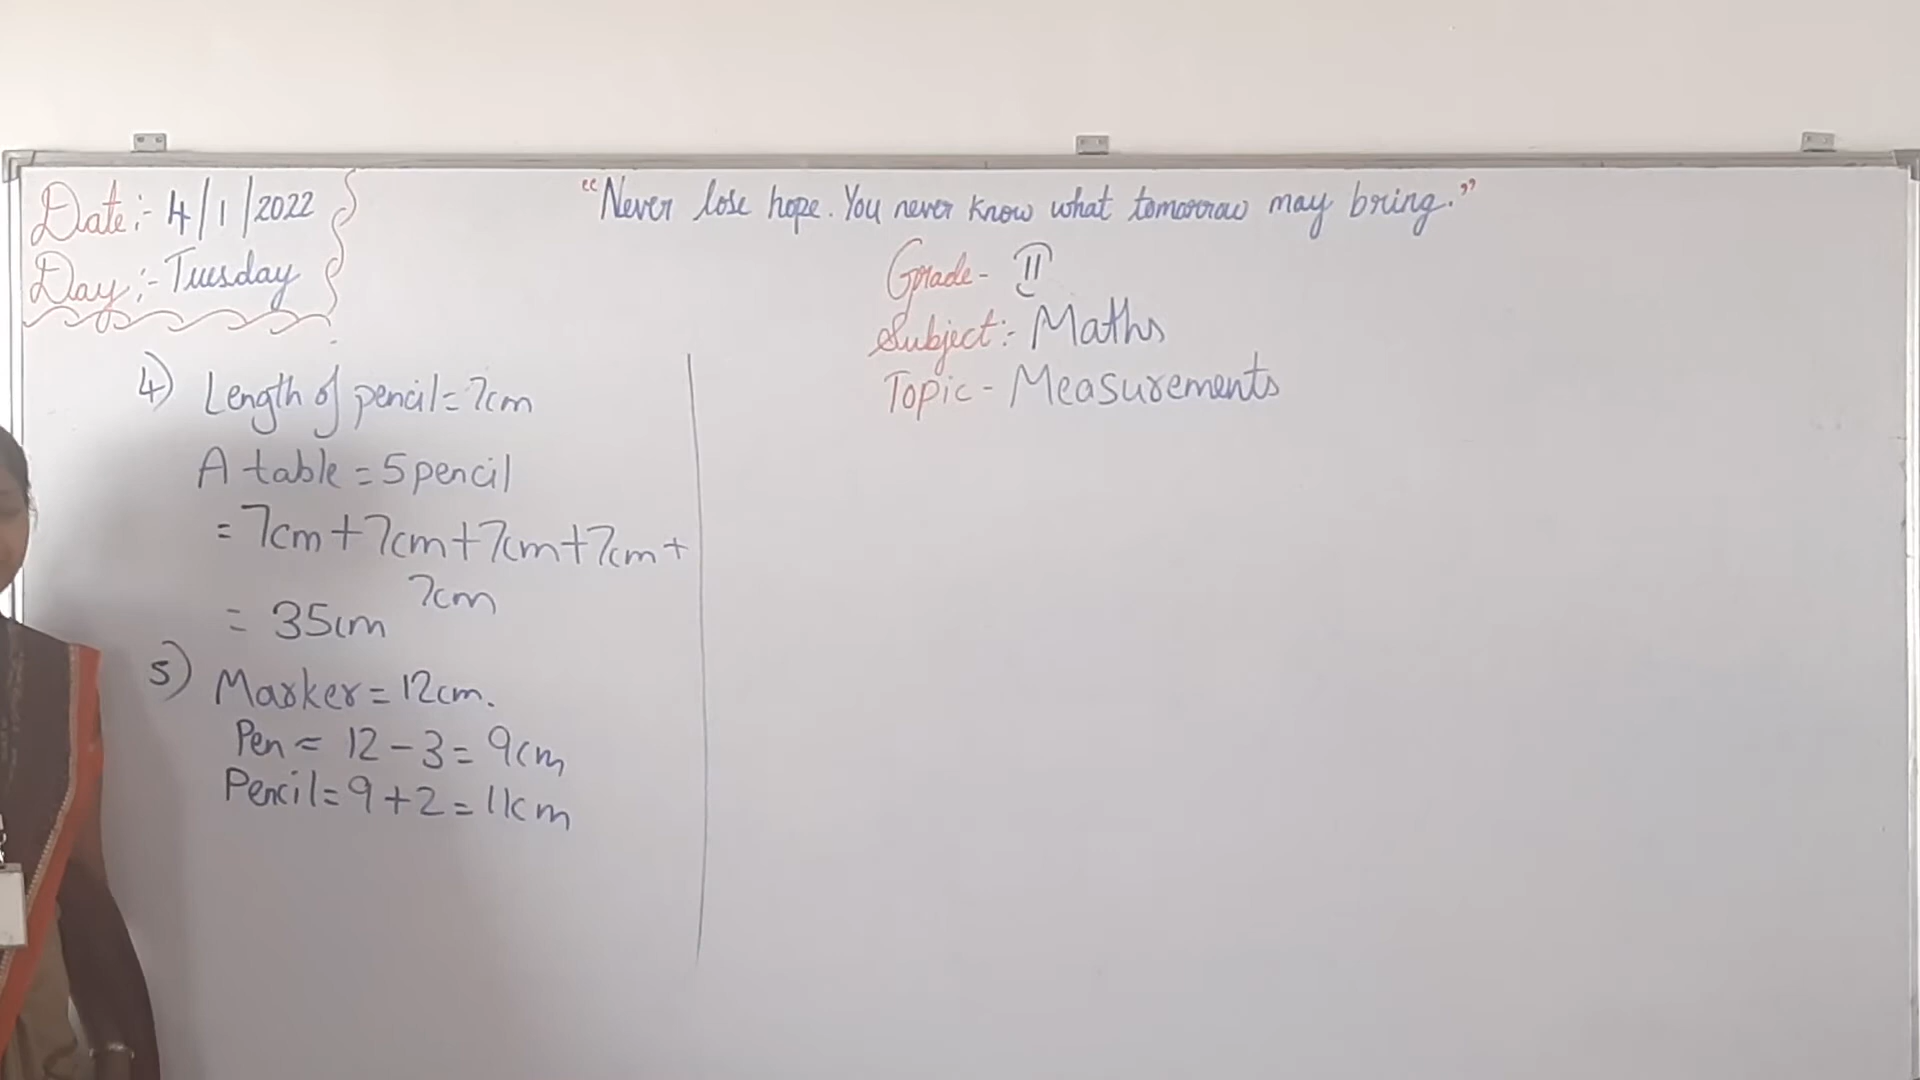 Date:- 4/1/2022
Day:- Tuesday
"Never lose hope. You never know what tomorrow may bring."
Grade- II
Subject:- Maths
Topic- Measurements
4) Length of pencil=7cm
A table = 5 pencil
= 7cm+7cm+7cm+7cm+
7cm
= 35cm
5) Marker = 12cm.
Pen = 12-3 = 9cm
Pencil = 9+2 = 11cm